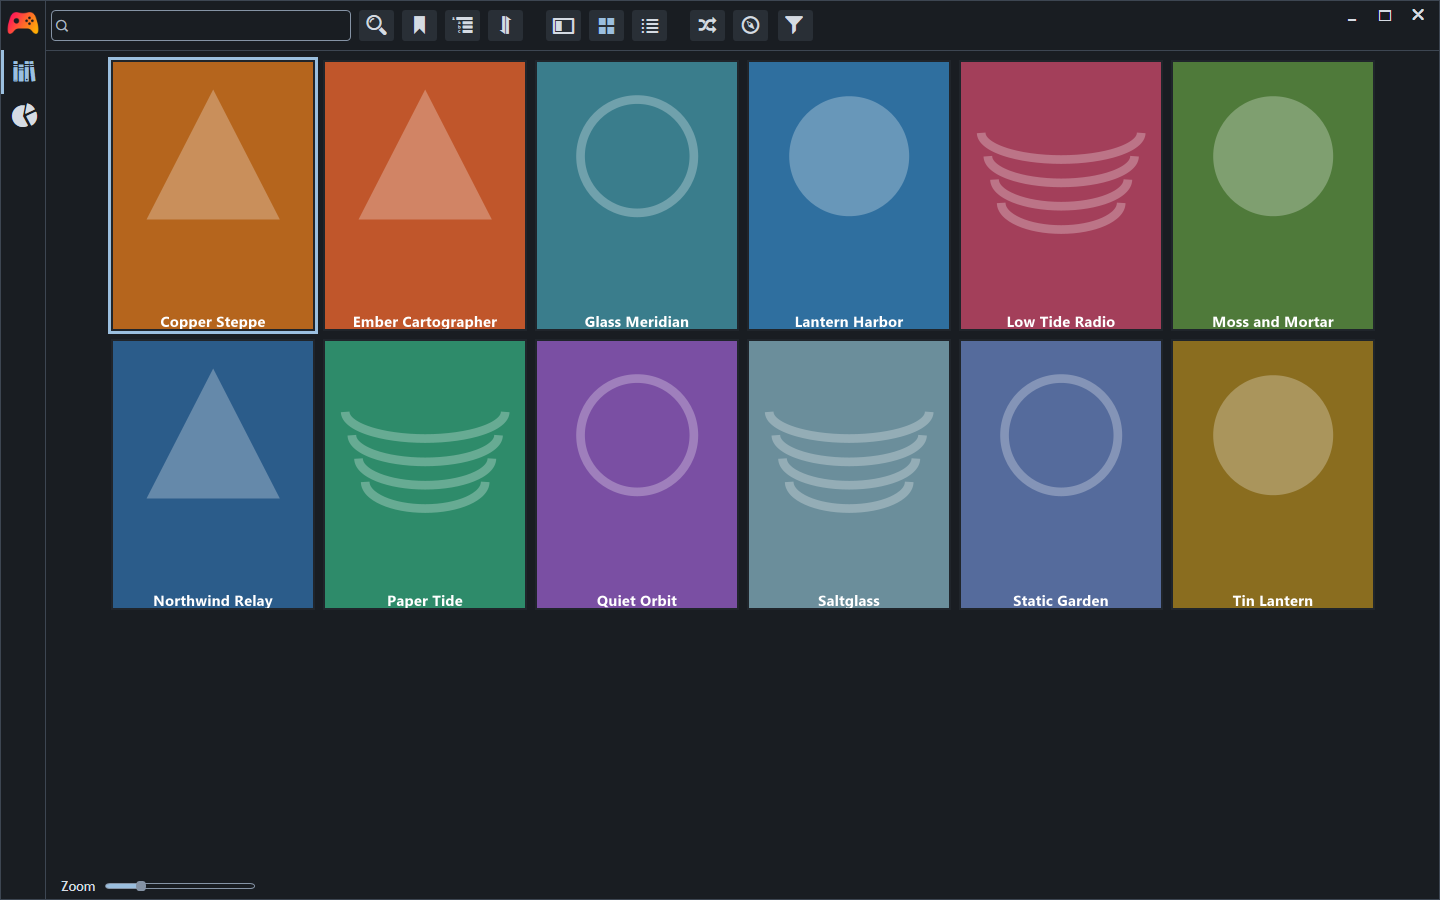 Copper Steppe
Ember Cartographer
Glass Meridian
Lantern Harbor
Low Tide Radio
Moss and Mortar
Northwind Relay
Paper Tide
Quiet Orbit
Saltglass
Static Garden
Tin Lantern
Zoom